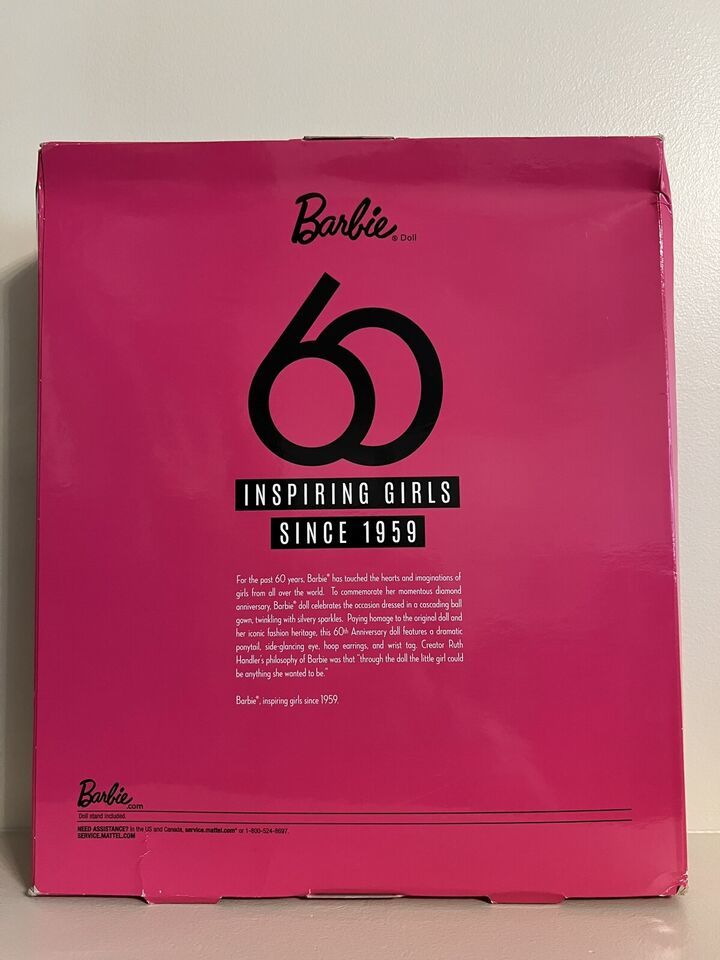 Barbie® Doll
60
INSPIRING GIRLS
SINCE 1959
For the past 60 years, Barbie® has touched the hearts and imaginations of
girls from all over the world. To commemorate her momentous diamond
anniversary, Barbie® doll celebrates the occasion dressed in a cascading ball
gown, twinkling with silvery sparkles. Paying homage to the original doll and
her iconic fashion heritage, this 60th Anniversary doll features a dramatic
ponytail, side-glancing eye, hoop earrings, and wrist tag. Creator Ruth
Handler's philosophy of Barbie was that "through the doll the little girl could
be anything she wanted to be."
Barbie®, inspiring girls since 1959.
Barbie.com
Doll stand included.
NEED ASSISTANCE? In the US and Canada, service.mattel.com* or 1-800-524-8697.
SERVICE.MATTEL.COM